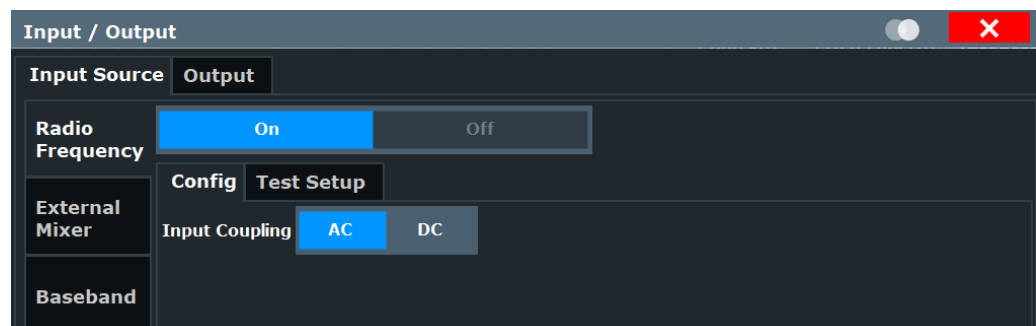 Input / Output
Input Source Output
Radio
Frequency
On Off
Config Test Setup
External
Mixer
Input Coupling AC DC
Baseband